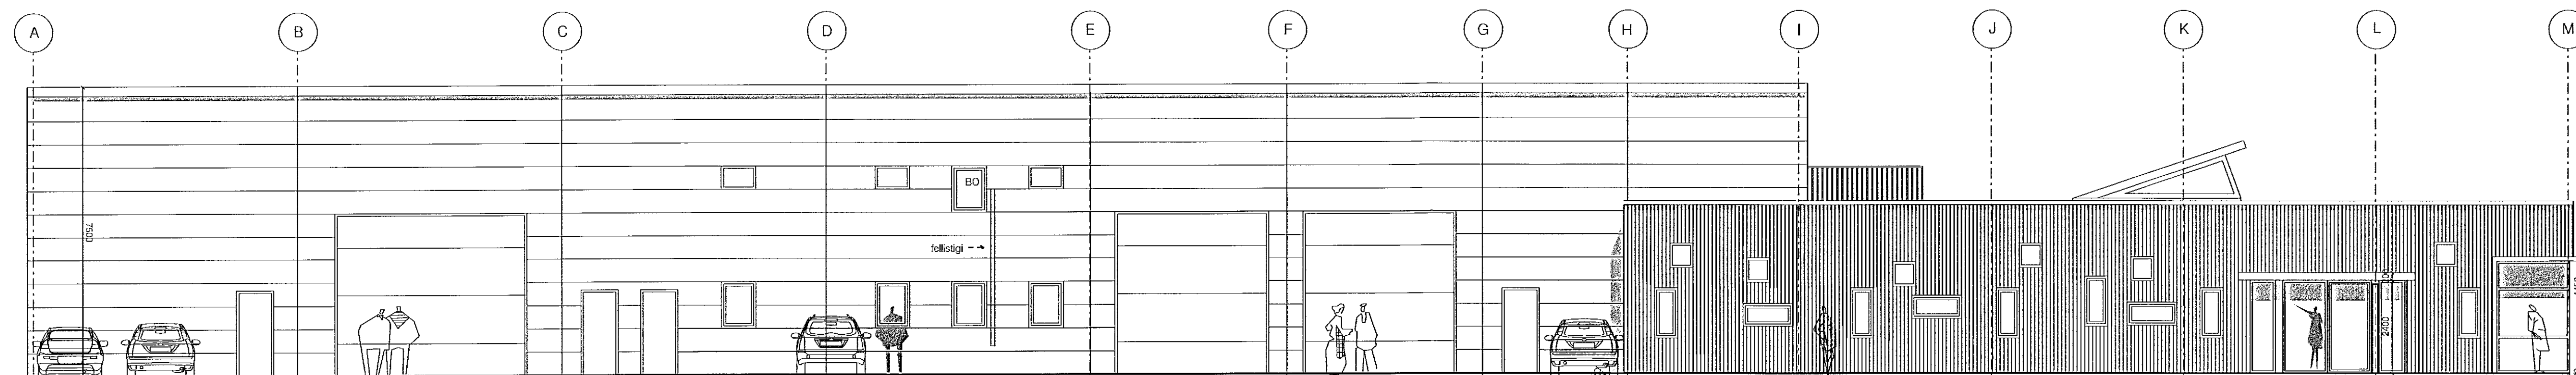 A B C D E F G H I J K L M
BO
7500
fellistigi
2400